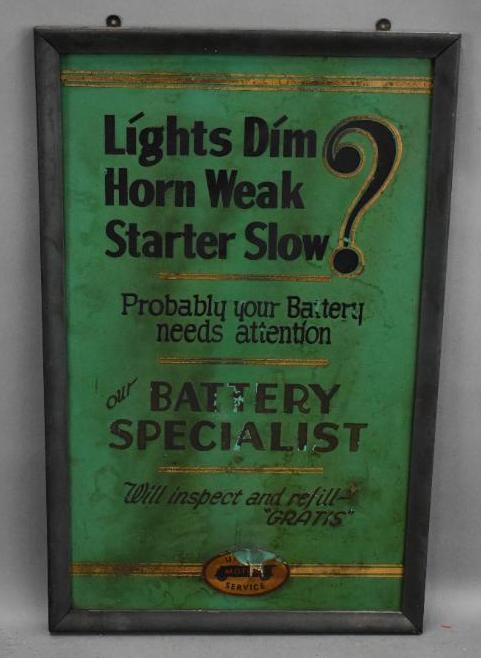 Lights Dim
Horn Weak
Starter Slow?
Probably your Battery
needs attention
our BATTERY
SPECIALIST
Will inspect and refill-
"GRATIS"
SERVICE